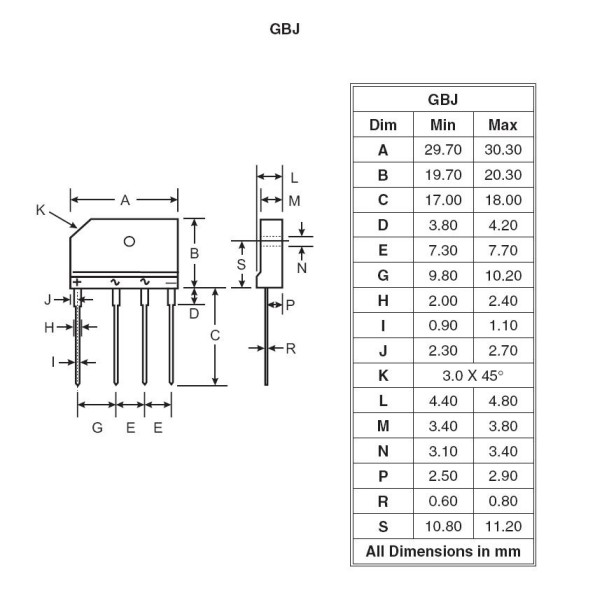 GBJ
A
K
B
+
∿
∿
−
J
D
H
C
I
G
E
E
L
M
S
N
P
R
GBJ
Dim Min Max
A 29.70 30.30
B 19.70 20.30
C 17.00 18.00
D 3.80 4.20
E 7.30 7.70
G 9.80 10.20
H 2.00 2.40
I 0.90 1.10
J 2.30 2.70
K 3.0 X 45°
L 4.40 4.80
M 3.40 3.80
N 3.10 3.40
P 2.50 2.90
R 0.60 0.80
S 10.80 11.20
All Dimensions in mm